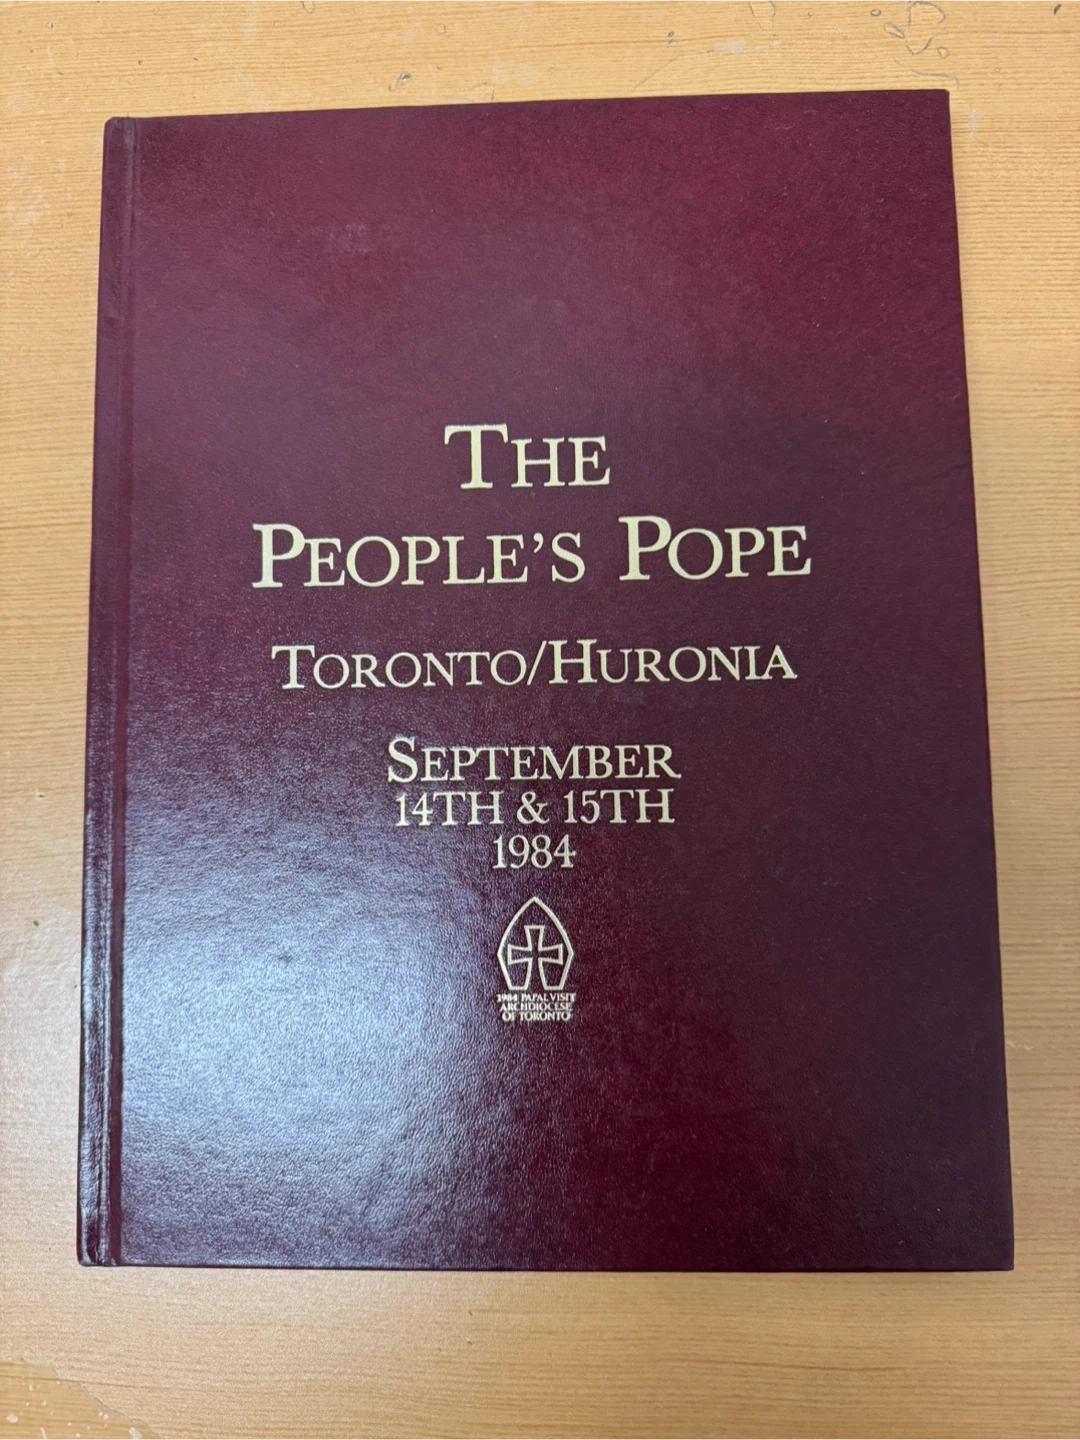 THE
PEOPLE'S POPE
TORONTO/HURONIA
SEPTEMBER
14TH & 15TH
1984
1984 PAPAL VISIT
ARCHDIOCESE
OF TORONTO